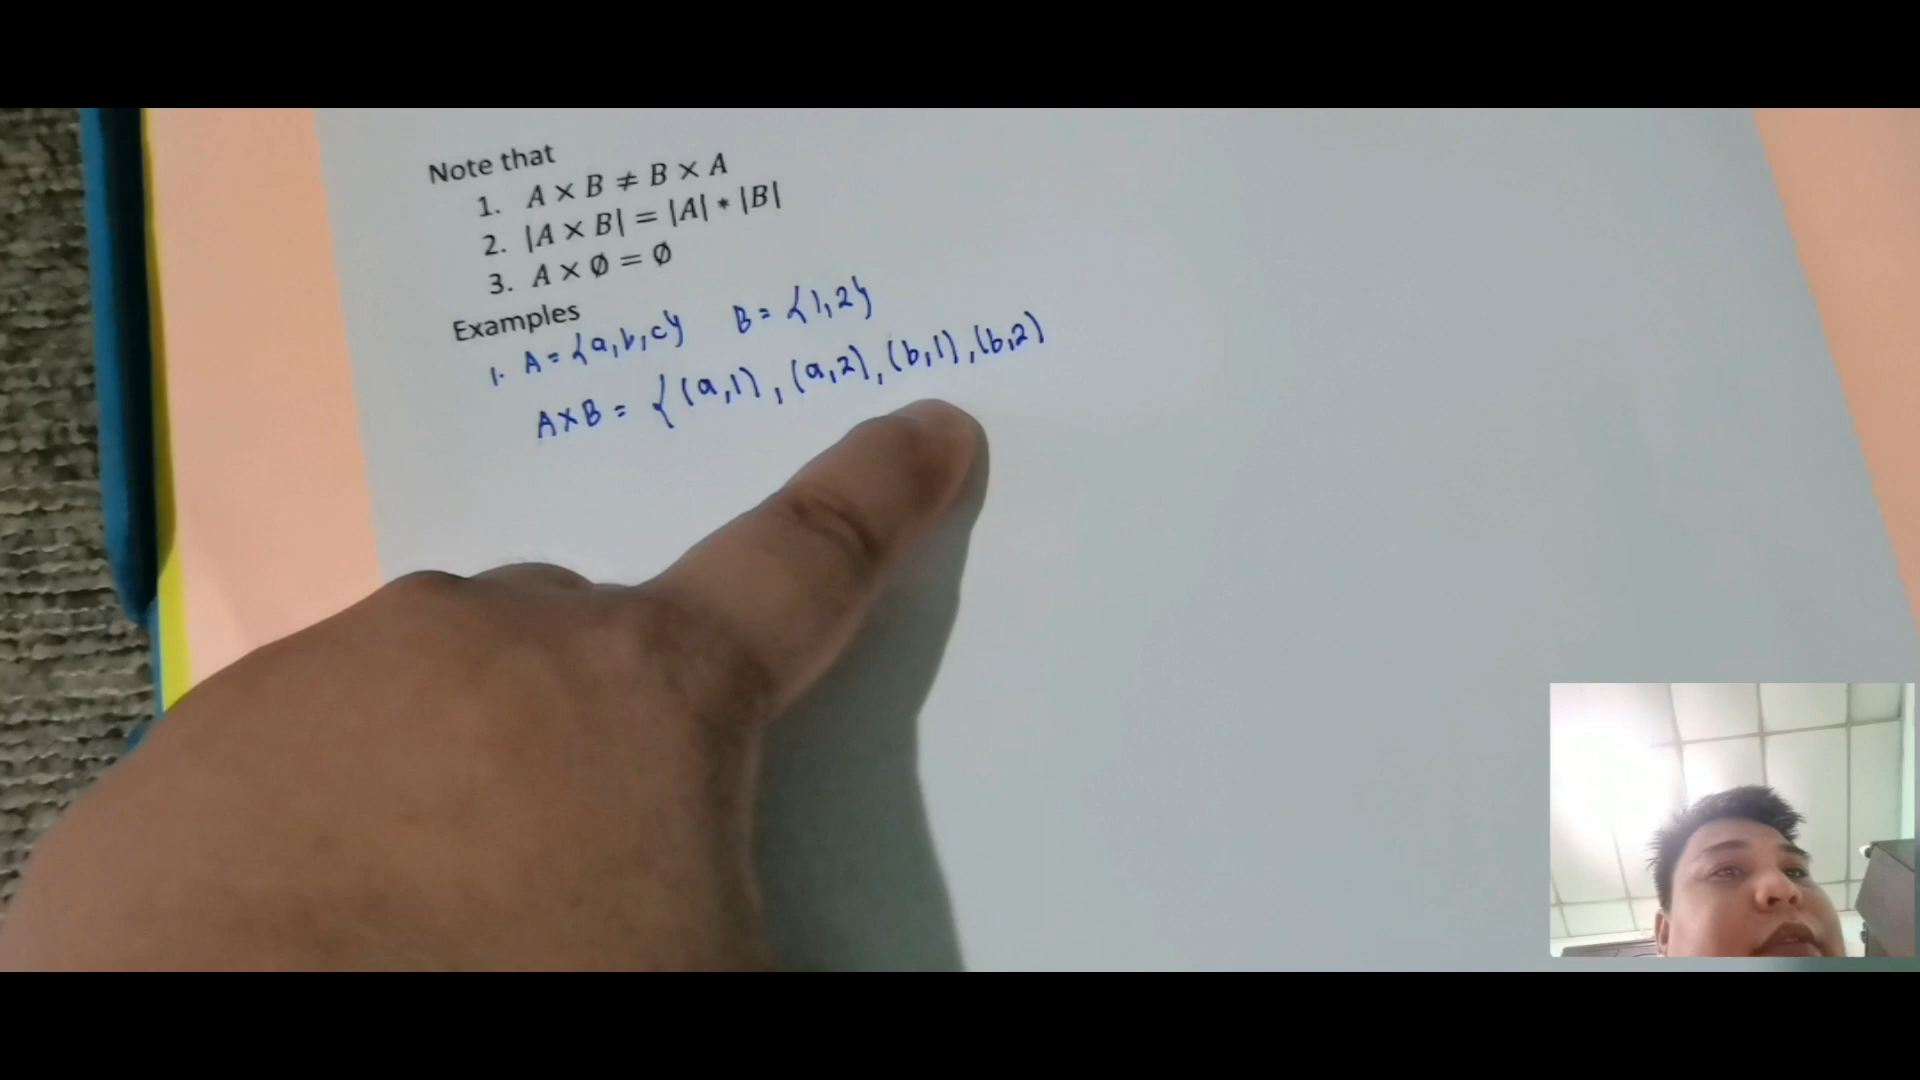 Note that
1. A × B ≠ B × A
2. |A × B| = |A| * |B|
3. A × ∅ = ∅
Examples
1. A = {a, b, c} B = {1, 2}
A×B = {(a,1), (a,2), (b,1), (b,2)